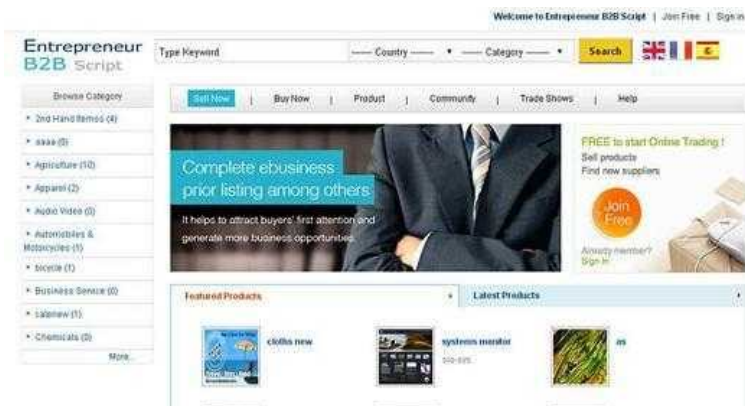 Welcome to Entrepreneur B2B Script | Join Free | Sign in
Entrepreneur
B2B Script
Type Keyword
------ Country ------
------ Category ------
Search
Browse Category
2nd Hand Itemss (4)
aaaa (0)
Agriculture (10)
Apparel (2)
Audio Video (0)
Automobiles &
Motorcycles (1)
bicycle (1)
Business Service (0)
Chemicals (0)
More..
Sell Now | Buy Now | Product | Community | Trade Shows | Help
Complete ebusiness
prior listing among others
It helps to attract buyers' first attention and
generate more business opportunities.
FREE to start Online Trading !
Sell products
Find new suppliers
Join
Free
Already member?
Sign in
Featured Products
Latest Products
cloths new
systems monitor
as